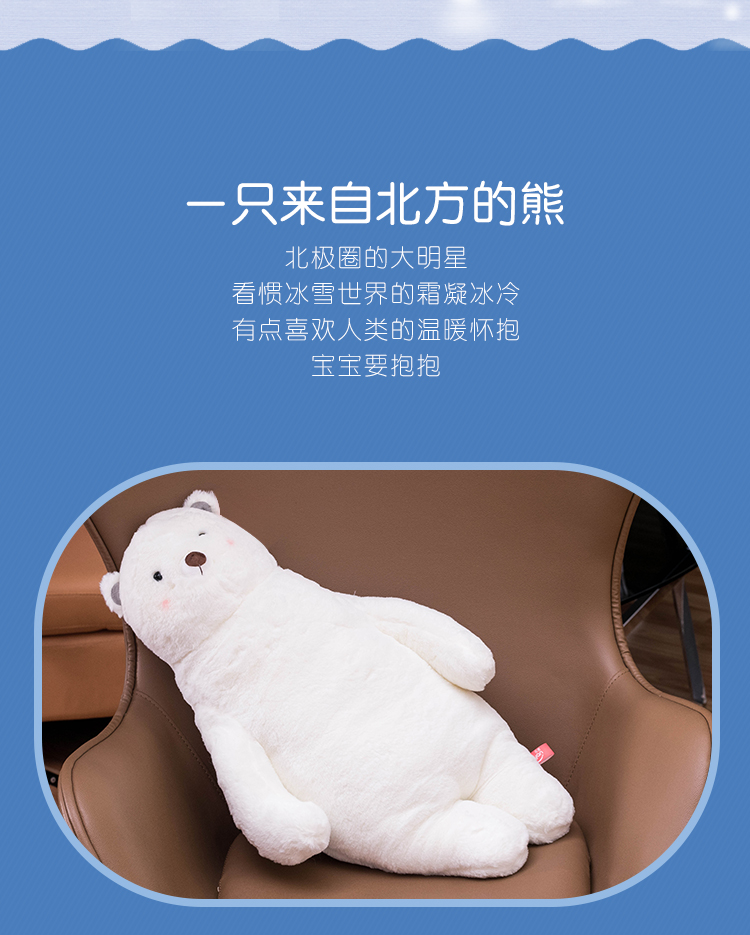 一只来自北方的熊
北极圈的大明星
看惯冰雪世界的霜凝冰冷
有点喜欢人类的温暖怀抱
宝宝要抱抱